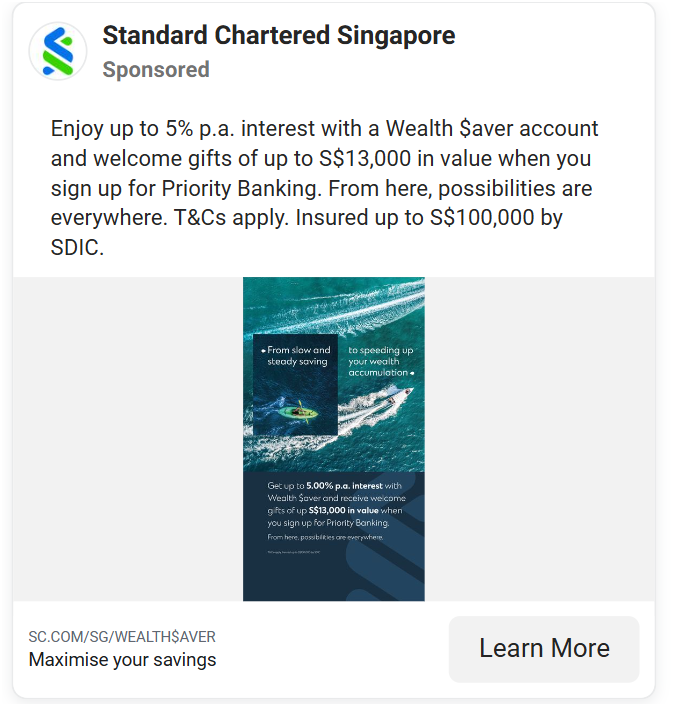 Standard Chartered Singapore
Sponsored
Enjoy up to 5% p.a. interest with a Wealth $aver account
and welcome gifts of up to S$13,000 in value when you
sign up for Priority Banking. From here, possibilities are
everywhere. T&Cs apply. Insured up to S$100,000 by
SDIC.
From slow and
steady saving
to speeding up
your wealth
accumulation
Get up to 5.00% p.a. interest with
Wealth $aver and receive welcome
gifts of up S$13,000 in value when
you sign up for Priority Banking.
From here, possibilities are everywhere.
SC.COM/SG/WEALTH$AVER
Maximise your savings
Learn More